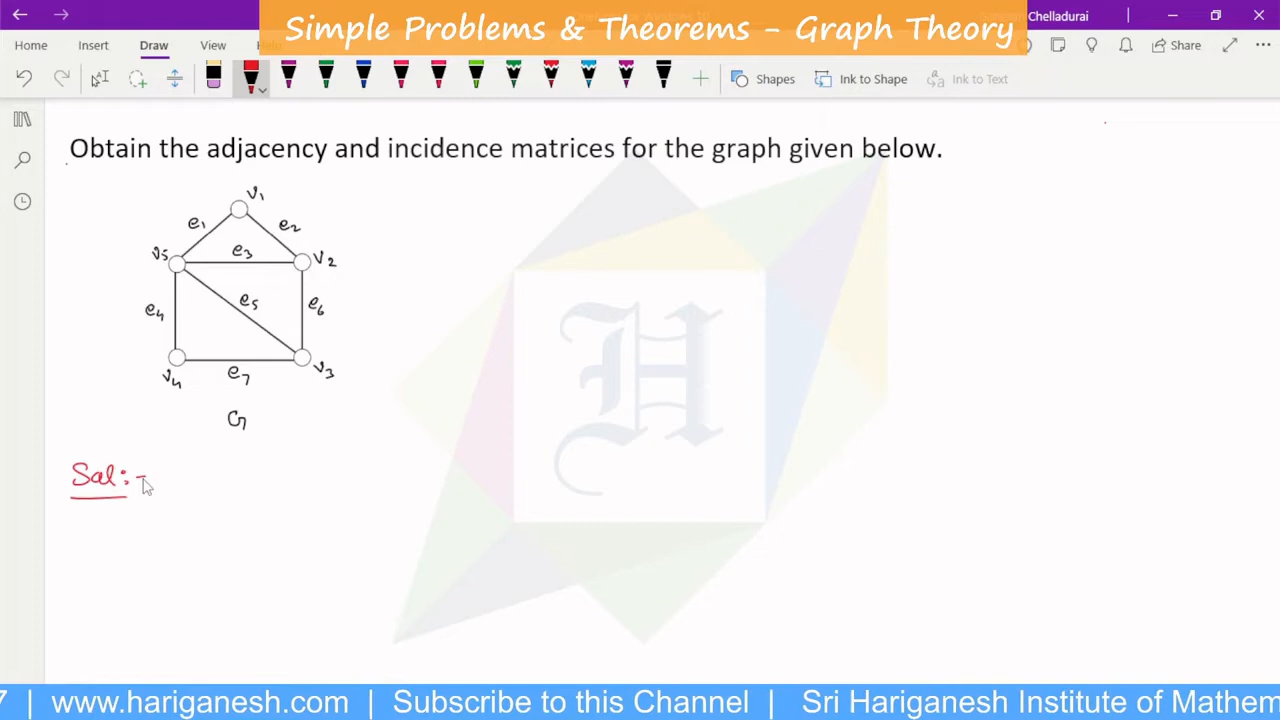 Simple Problems & Theorems - Graph Theory
Chelladurai
Home Insert Draw View
Share
Shapes Ink to Shape Ink to Text
Obtain the adjacency and incidence matrices for the graph given below.
v1
e1 e2
v5 e3 v2
e4 e5 e6
v4 e7 v3
G
H
Sol:-
7 | www.hariganesh.com | Subscribe to this Channel | Sri Hariganesh Institute of Mathem